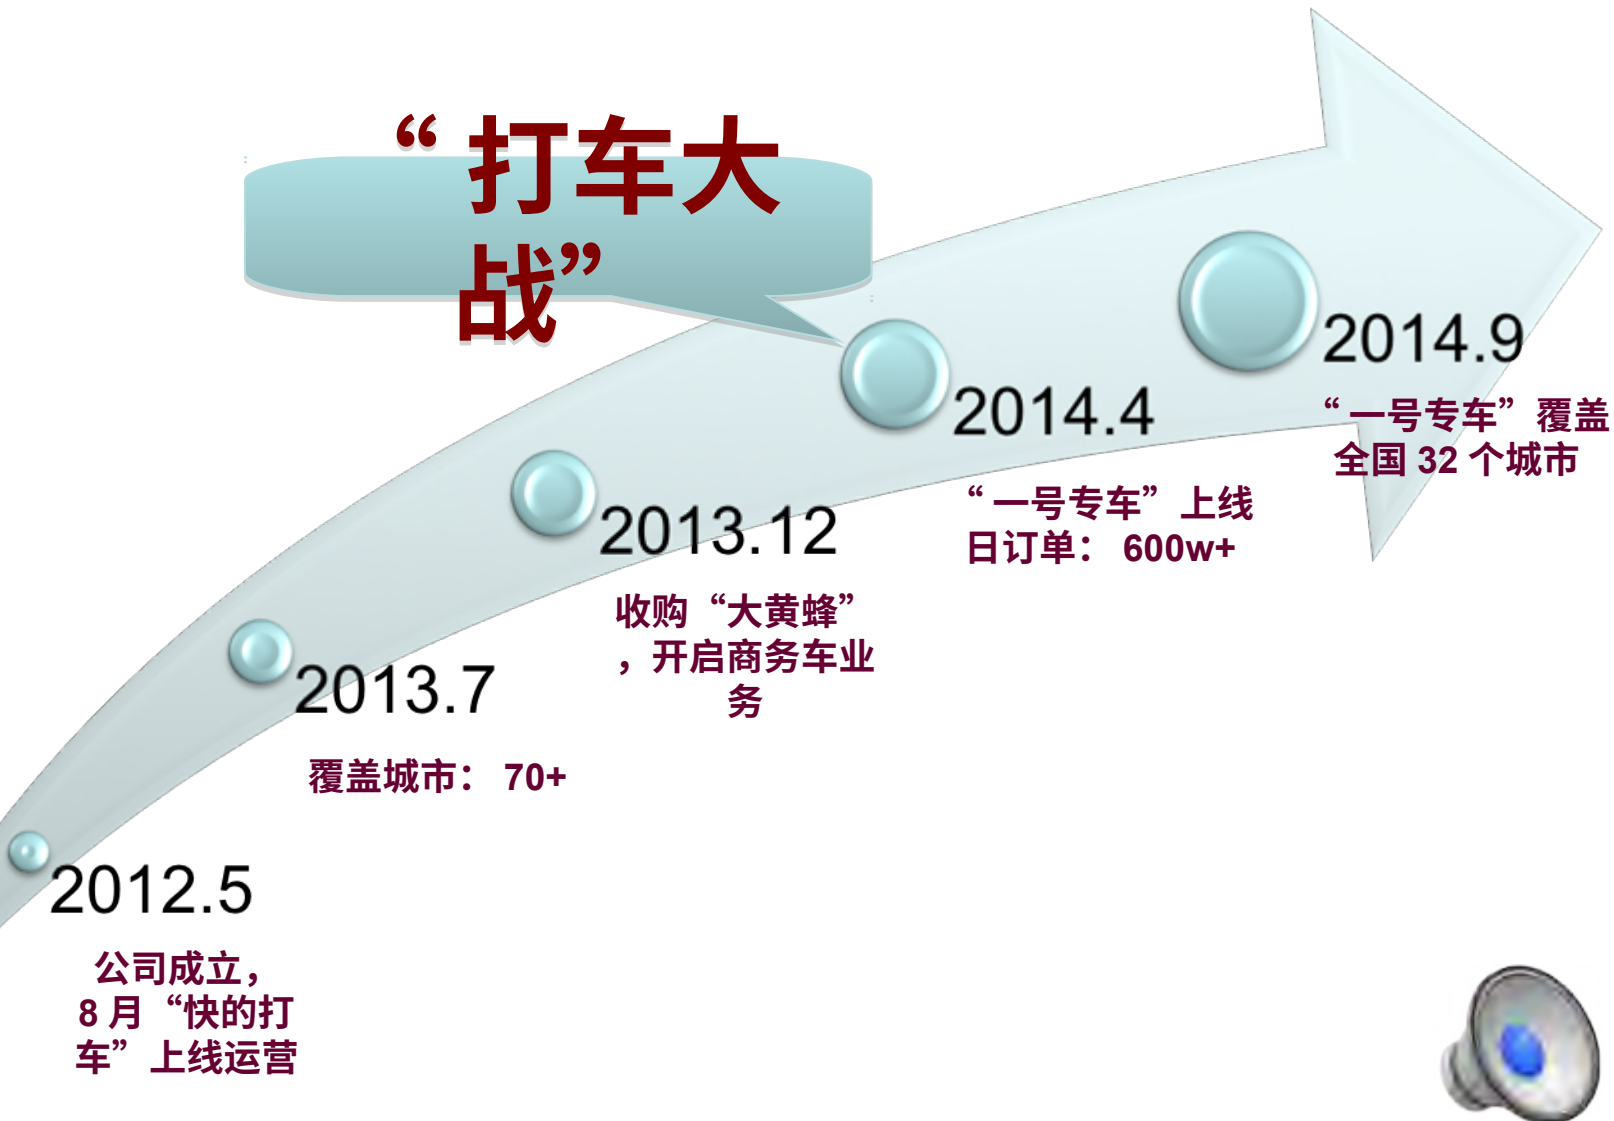 “ 打车大
战”
2014.9
“ 一号专车”覆盖
全国 32 个城市
2014.4
“ 一号专车”上线
日订单： 600w+
2013.12
收购“大黄蜂”
，开启商务车业
务
2013.7
覆盖城市： 70+
2012.5
公司成立，
8 月“快的打
车”上线运营